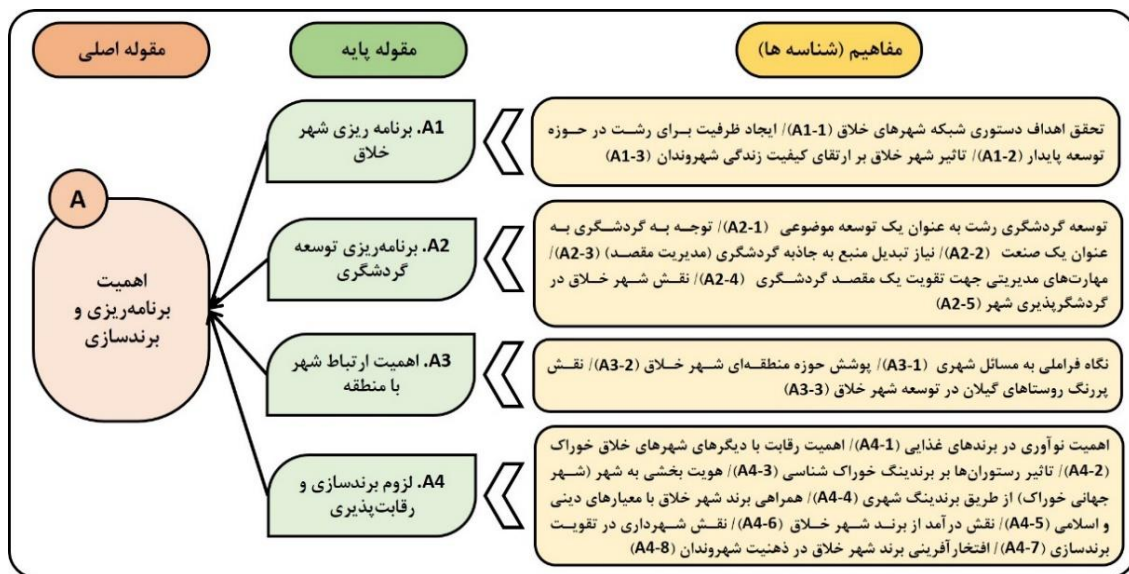 مفاهیم (شناسه ها)
مقوله پایه
مقوله اصلی
تحقق اهداف دستوری شبکه شهرهای خلاق (A1-1)/ ایجاد ظرفیت برای رشت در حوزه
توسعه پایدار (A1-2)/ تاثیر شهر خلاق بر ارتقای کیفیت زندگی شهروندان (A1-3)
A1. برنامه ریزی شهر
خلاق
توسعه گردشگری رشت به عنوان یک توسعه موضوعی (A2-1)/ توجه به گردشگری به
عنوان یک صنعت (A2-2)/ نیاز تبدیل منبع به جاذبه گردشگری (مدیریت مقصد) (A2-3)/
مهارت‌های مدیریتی جهت تقویت یک مقصد گردشگری (A2-4)/ نقش شهر خلاق در
گردشگرپذیری شهر (A2-5)
A2. برنامه‌ریزی توسعه
گردشگری
نگاه فراملی به مسائل شهری (A3-1)/ پوشش حوزه منطقه‌ای شهر خلاق (A3-2)/ نقش
پررنگ روستاهای گیلان در توسعه شهر خلاق (A3-3)
A3. اهمیت ارتباط شهر
با منطقه
اهمیت نوآوری در برندهای غذایی (A4-1)/ اهمیت رقابت با دیگرهای شهرهای خلاق خوراک
(A4-2)/ تاثیر رستوران‌ها بر برندینگ خوراک شناسی (A4-3)/ هویت بخشی به شهر (شهر
جهانی خوراک) از طریق برندینگ شهری (A4-4)/ همراهی برند شهر خلاق با معیارهای دینی
و اسلامی (A4-5)/ نقش درآمد از برند شهر خلاق (A4-6)/ نقش شهرداری در تقویت
برندسازی (A4-7)/ افتخارآفرینی برند شهر خلاق در ذهنیت شهروندان (A4-8)
A4. لزوم برندسازی و
رقابت‌پذیری
A
اهمیت
برنامه‌ریزی و
برندسازی